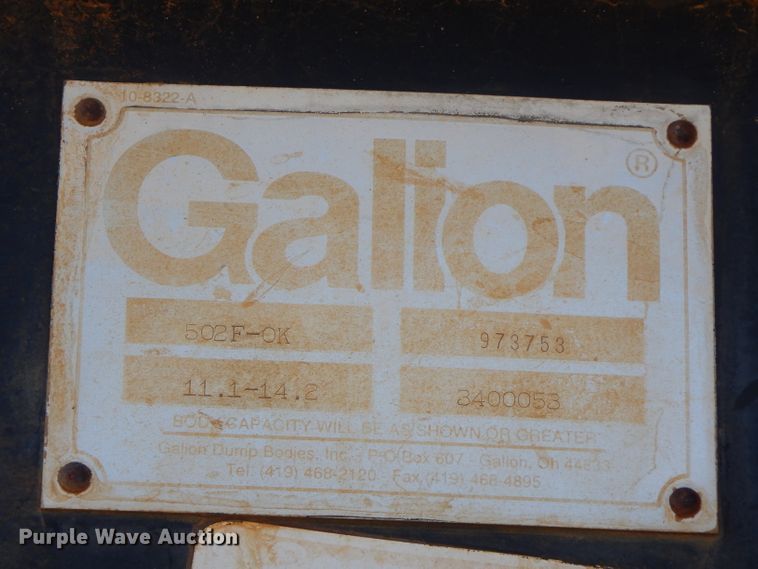 10-8322-A
Galion ®
502F-OK 973753
11.1-14.2 3400053
BODY CAPACITY WILL BE AS SHOWN OR GREATER
Galion Dump Bodies, Inc. - P.O. Box 607 - Galion, Oh 44833
Tel: (419) 468-2120 - Fax (419) 468-4895
Purple Wave Auction